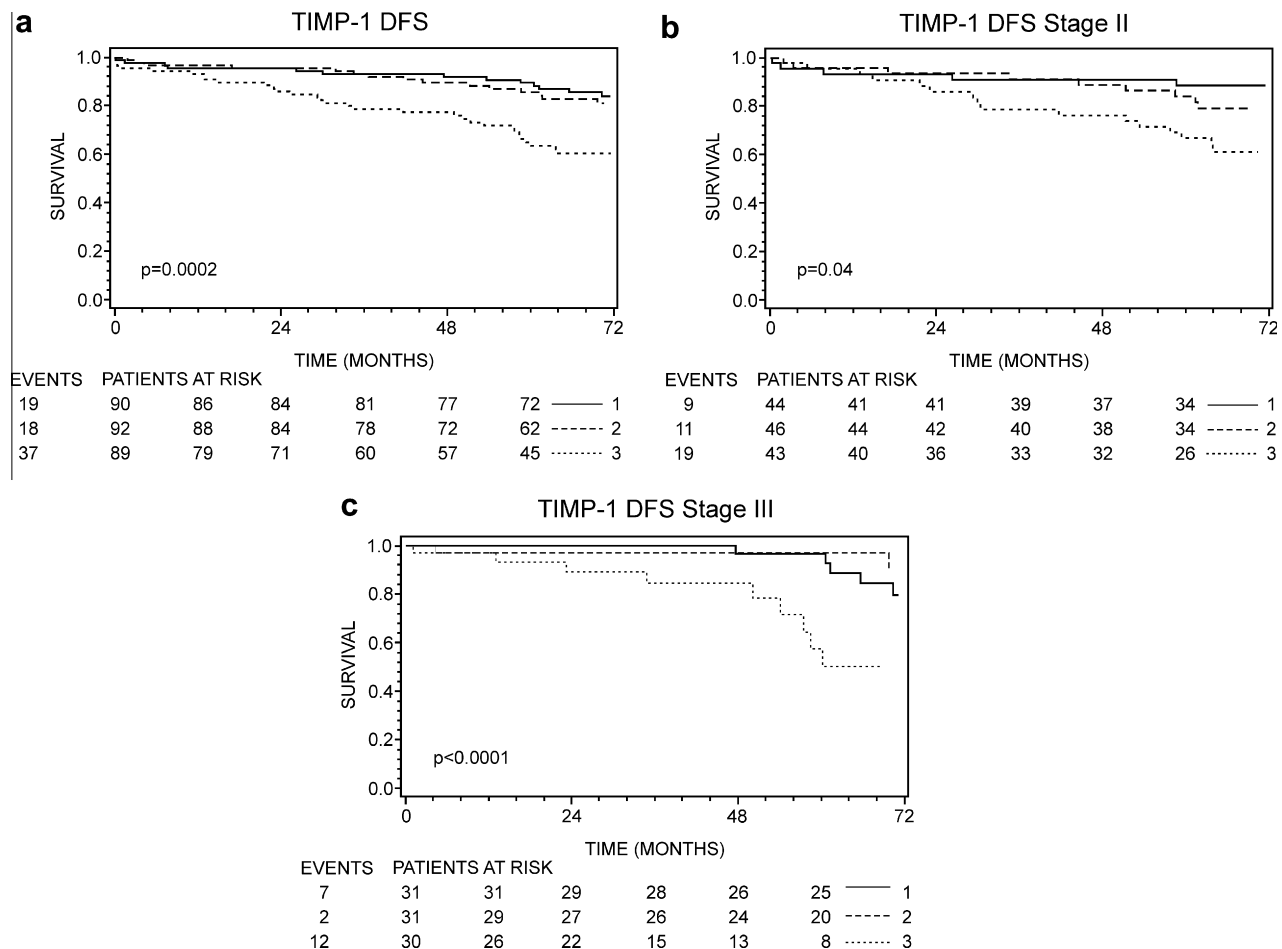 a
TIMP-1 DFS
1.0
0.8
0.6
0.4
0.2
0.0
SURVIVAL
p=0.0002
0 24 48 72
TIME (MONTHS)
EVENTS PATIENTS AT RISK
19 90 86 84 81 77 72 1
18 92 88 84 78 72 62 2
37 89 79 71 60 57 45 3
b
TIMP-1 DFS Stage II
1.0
0.8
0.6
0.4
0.2
0.0
SURVIVAL
p=0.04
0 24 48 72
TIME (MONTHS)
EVENTS PATIENTS AT RISK
9 44 41 41 39 37 34 1
11 46 44 42 40 38 34 2
19 43 40 36 33 32 26 3
c
TIMP-1 DFS Stage III
1.0
0.8
0.6
0.4
0.2
0.0
SURVIVAL
p<0.0001
0 24 48 72
TIME (MONTHS)
EVENTS PATIENTS AT RISK
7 31 31 29 28 26 25 1
2 31 29 27 26 24 20 2
12 30 26 22 15 13 8 3